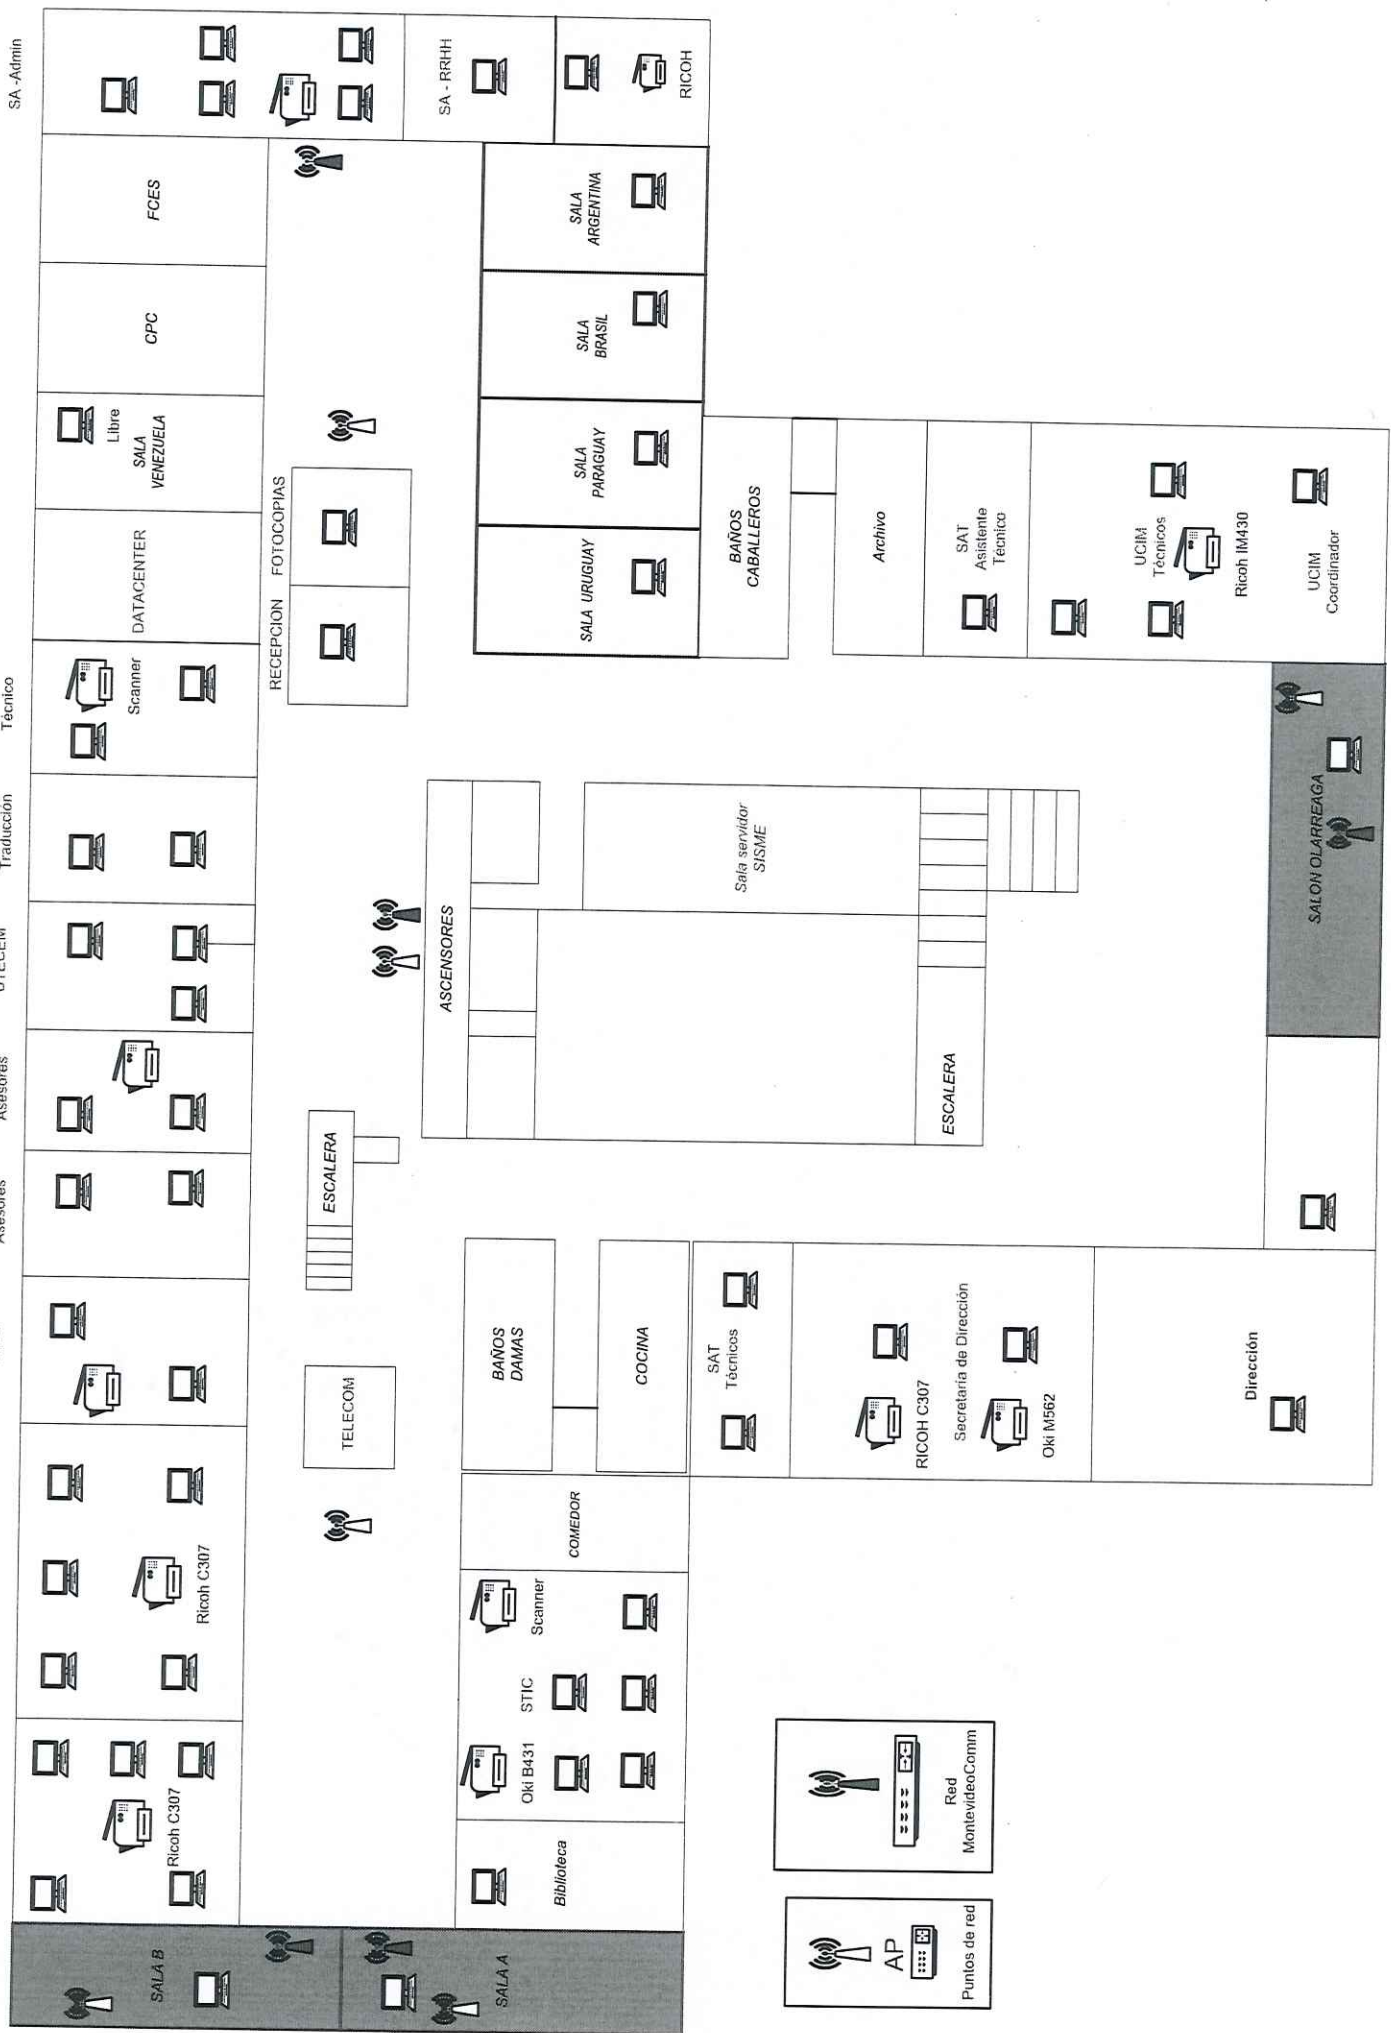 SA -Admin
Técnico
Traducción
UTECEM
Asesores
Asesores
SA - RRHH
RICOH
FCES
CPC
Libre
SALA
VENEZUELA
DATACENTER
Scanner
RECEPCION
FOTOCOPIAS
SALA
ARGENTINA
SALA
BRASIL
SALA
PARAGUAY
SALA URUGUAY
BAÑOS
CABALLEROS
Archivo
SAT
Asistente
Técnico
UCIM
Técnicos
Ricoh IM430
UCIM
Coordinador
SALON OLARREAGA
Sala servidor
SISME
ASCENSORES
ESCALERA
ESCALERA
TELECOM
BAÑOS
DAMAS
COCINA
SAT
Técnicos
RICOH C307
Secretaría de Dirección
Oki M562
Dirección
COMEDOR
Scanner
STIC
Oki B431
Biblioteca
Ricoh C307
Ricoh C307
SALA B
SALA A
Red
MontevideoComm
AP
Puntos de red